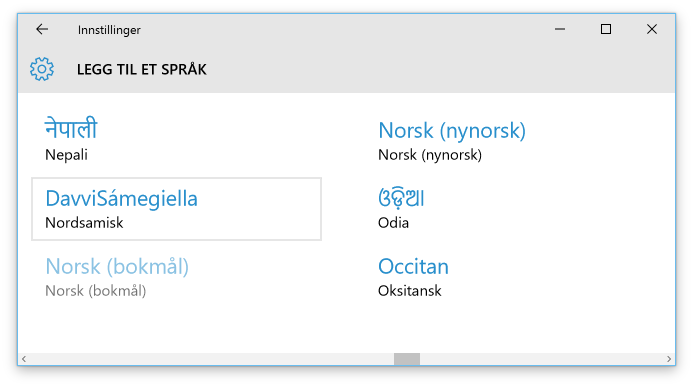 Innstillinger
LEGG TIL ET SPRÅK
नेपाली
Nepali
DavviSámegiella
Nordsamisk
Norsk (bokmål)
Norsk (bokmål)
Norsk (nynorsk)
Norsk (nynorsk)
ଓଡ଼ିଆ
Odia
Occitan
Oksitansk